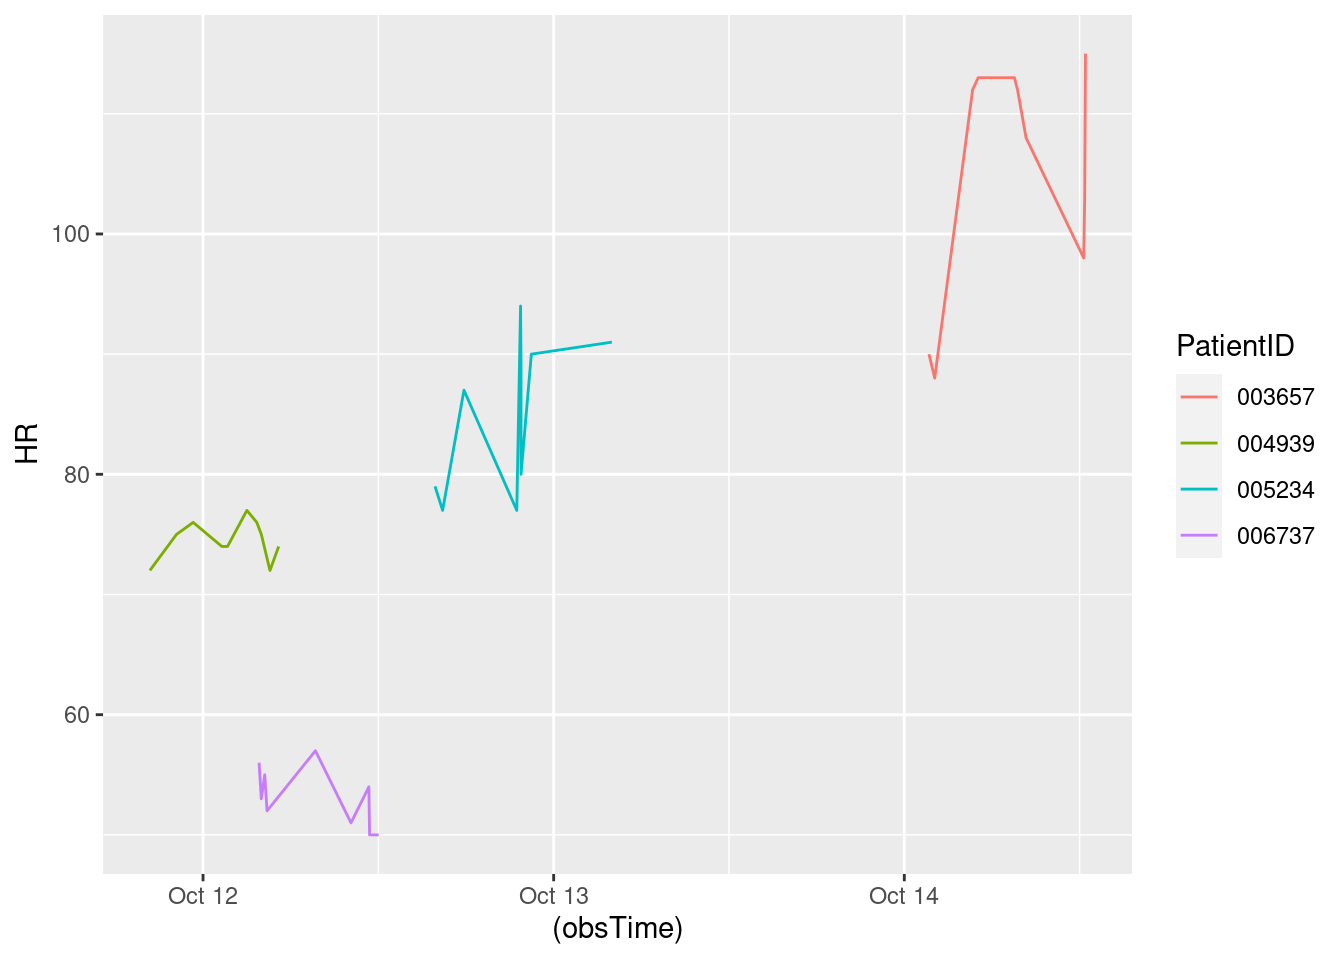 HR
100
80
60
Oct 12
Oct 13
Oct 14
(obsTime)
PatientID
003657
004939
005234
006737